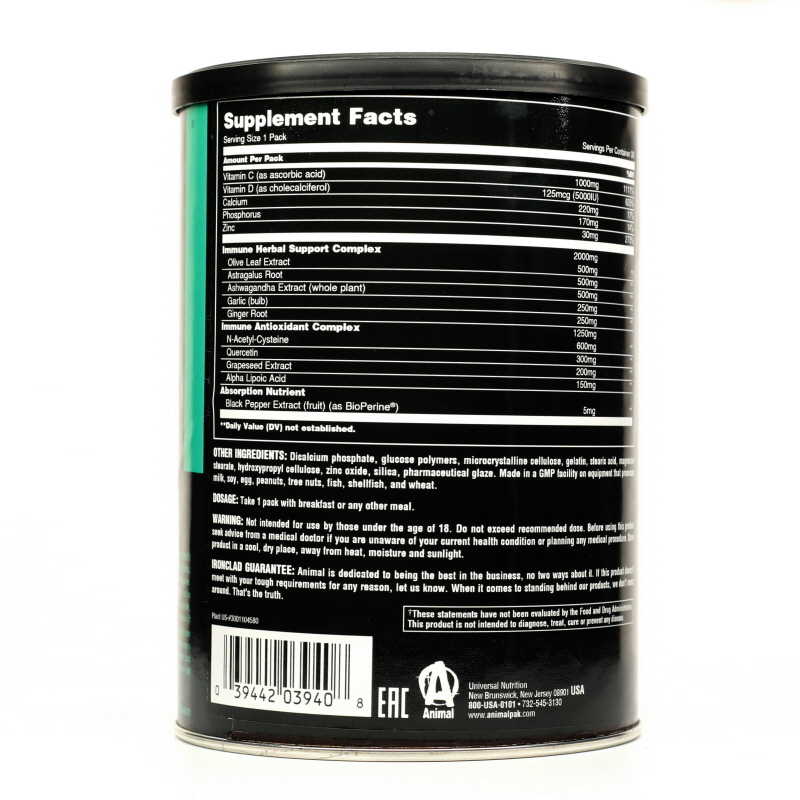 Supplement Facts
Serving Size 1 Pack
Servings Per Container
Amount Per Pack
Vitamin C (as ascorbic acid) 1000mg
Vitamin D (as cholecalciferol) 125mcg (5000IU)
Calcium 220mg
Phosphorus 170mg
Zinc 30mg
Immune Herbal Support Complex 2000mg
Olive Leaf Extract 500mg
Astragalus Root 500mg
Ashwagandha Extract (whole plant) 500mg
Garlic (bulb) 250mg
Ginger Root 250mg
Immune Antioxidant Complex 1250mg
N-Acetyl-Cysteine 600mg
Quercetin 300mg
Grapeseed Extract 200mg
Alpha Lipoic Acid 150mg
Absorption Nutrient
Black Pepper Extract (fruit) (as BioPerine®) 5mg
**Daily Value (DV) not established.
OTHER INGREDIENTS: Dicalcium phosphate, glucose polymers, microcrystalline cellulose, gelatin, stearic acid,
stearate, hydroxypropyl cellulose, zinc oxide, silica, pharmaceutical glaze. Made in a GMP facility on equipment that
milk, soy, egg, peanuts, tree nuts, fish, shellfish, and wheat.
DOSAGE: Take 1 pack with breakfast or any other meal.
WARNING: Not intended for use by those under the age of 18. Do not exceed recommended dose. Before using this
seek advice from a medical doctor if you are unaware of your current health condition or planning any medical
product in a cool, dry place, away from heat, moisture and sunlight.
IRONCLAD GUARANTEE: Animal is dedicated to being the best in the business, no two ways about it. If this product
meet with your tough requirements for any reason, let us know. When it comes to standing behind our products, we don't
around. That's the truth.
Plant US-#3001104580
†These statements have not been evaluated by the Food and Drug
This product is not intended to diagnose, treat, cure or prevent any disease.
0 39442 03940 8
EAC
A
Animal
Universal Nutrition
New Brunswick, New Jersey 08901 USA
800-USA-0101 • 732-545-3130
www.animalpak.com